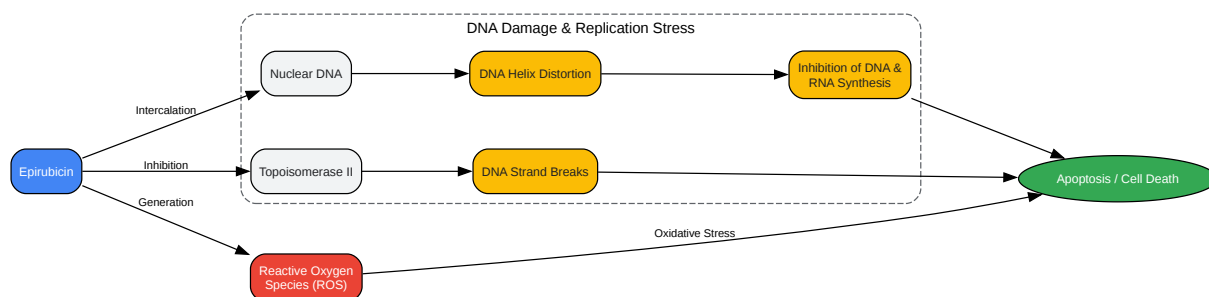 DNA Damage & Replication Stress
Nuclear DNA
DNA Helix Distortion
Inhibition of DNA &
RNA Synthesis
Intercalation
Epirubicin
Inhibition
Topoisomerase II
DNA Strand Breaks
Apoptosis / Cell Death
Generation
Oxidative Stress
Reactive Oxygen
Species (ROS)